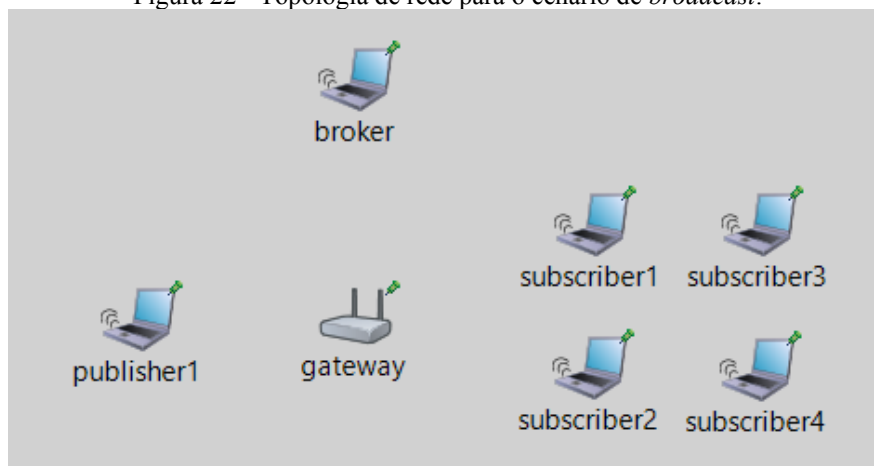 Figura 22 - Topologia de rede para o cenário de broadcast.
broker
subscriber1 subscriber3
publisher1 gateway
subscriber2 subscriber4